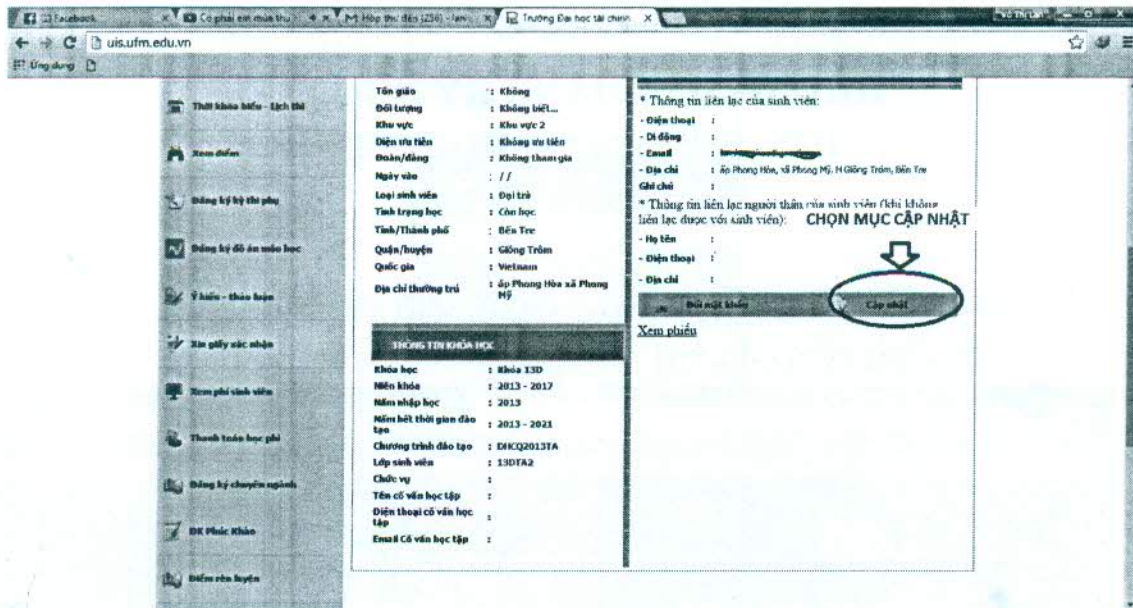 Facebook
Có phải em mùa thu
Trường Đại học tài chính
uis.ufm.edu.vn
Ứng dụng
Thời khóa biểu - Lịch thi
Xem điểm
Đăng ký kỳ thi phụ
Đăng ký đồ án môn học
Ý kiến - thảo luận
Xin giấy xác nhận
Xem phí sinh viên
Thanh toán học phí
Đăng ký chuyên ngành
ĐK Phúc Khảo
Điểm rèn luyện
Tôn giáo : Không
Đối tượng : Không biết...
Khu vực : Khu vực 2
Diện ưu tiên : Không ưu tiên
Đoàn/đảng : Không tham gia
Ngày vào : / /
Loại sinh viên : Đại trà
Tình trạng học : Còn học
Tỉnh/Thành phố : Bến Tre
Quận/huyện : Giồng Trôm
Quốc gia : Vietnam
Địa chỉ thường trú : ấp Phong Hòa xã Phong
Mỹ
THÔNG TIN KHÓA HỌC
Khóa học : Khóa 13D
Niên khóa : 2013 - 2017
Năm nhập học : 2013
Năm hết thời gian đào
tạo : 2013 - 2021
Chương trình đào tạo : DHCQ2013TA
Lớp sinh viên : 13DTA2
Chức vụ :
Tên cố vấn học tập :
Điện thoại cố vấn học
tập :
Email Cố vấn học tập :
* Thông tin liên lạc của sinh viên:
- Điện thoại :
- Di động :
- Email :
- Địa chỉ : ấp Phong Hòa, xã Phong Mỹ, H Giồng Trôm, Bến Tre
Ghi chú :
* Thông tin liên lạc người thân của sinh viên (khi không
liên lạc được với sinh viên):
CHỌN MỤC CẬP NHẬT
- Họ tên :
- Điện thoại :
- Địa chỉ :
Đổi mật khẩu
Cập nhật
Xem phiếu